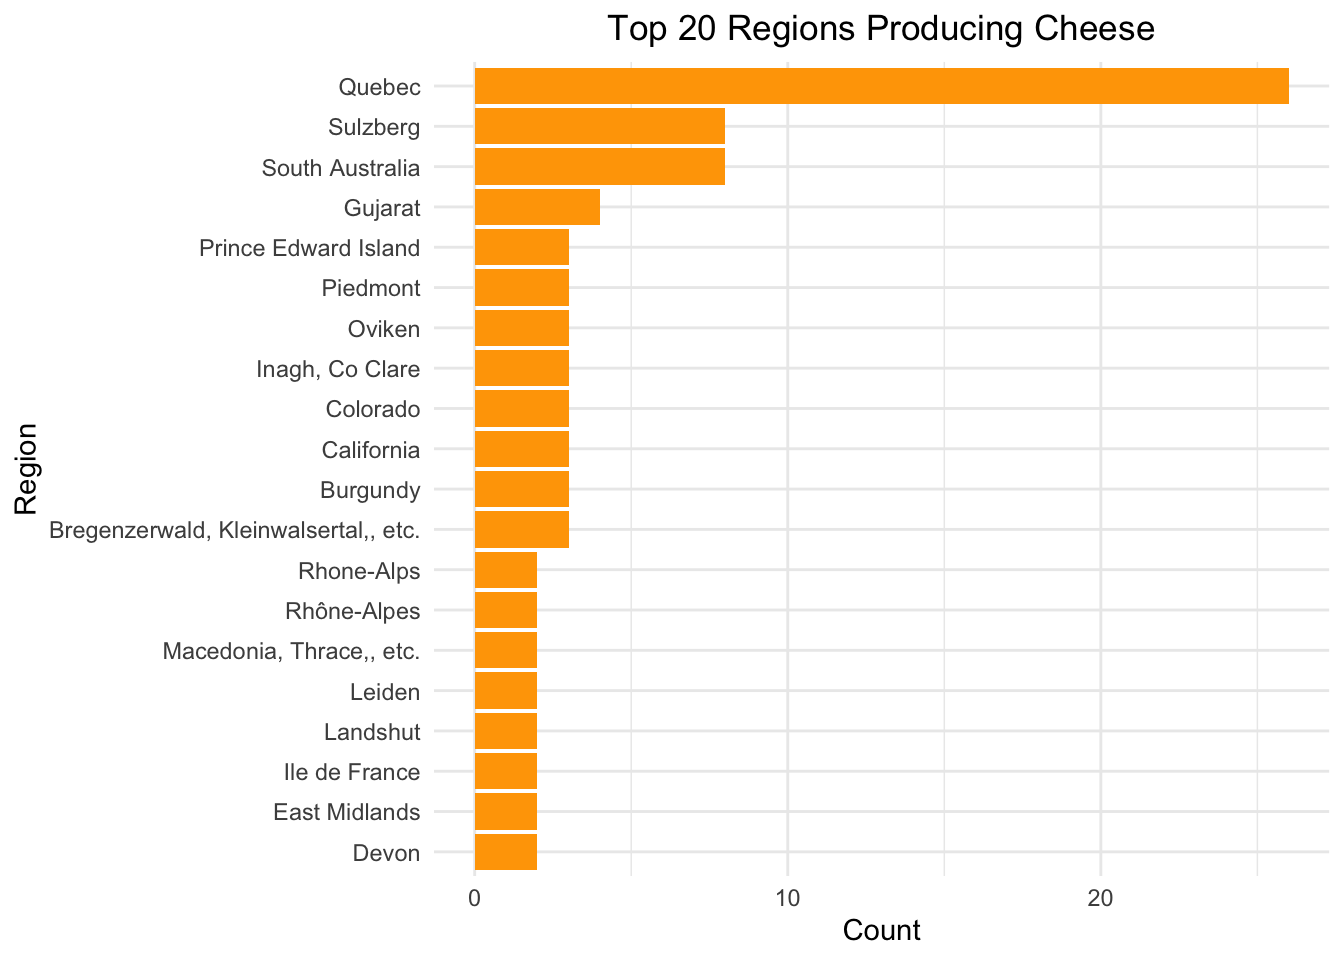 Top 20 Regions Producing Cheese
Quebec
Sulzberg
South Australia
Gujarat
Prince Edward Island
Piedmont
Oviken
Inagh, Co Clare
Colorado
California
Burgundy
Bregenzerwald, Kleinwalsertal,, etc.
Rhone-Alps
Rhône-Alpes
Macedonia, Thrace,, etc.
Leiden
Landshut
Ile de France
East Midlands
Devon
Region
0 10 20
Count